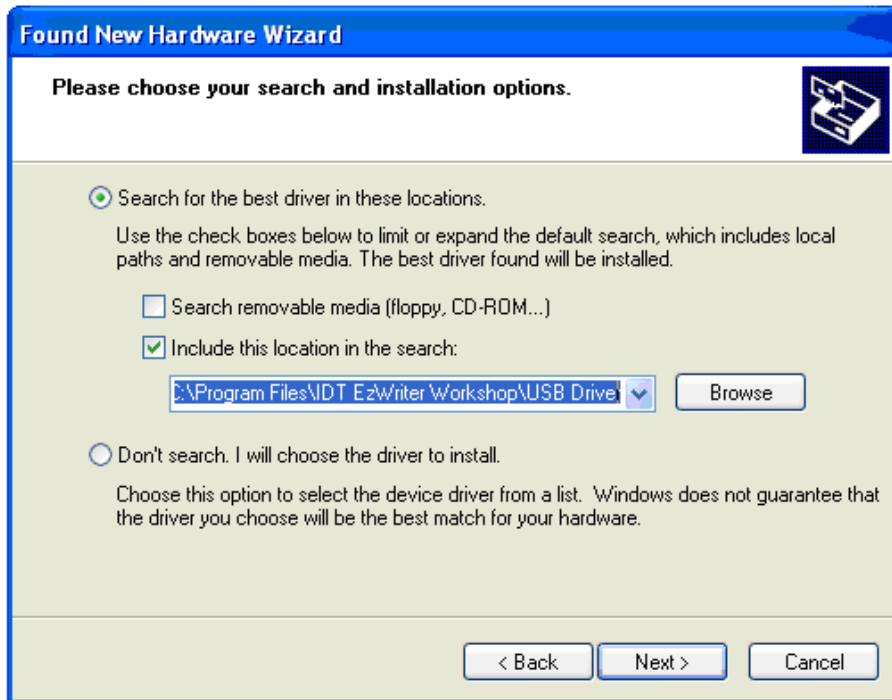 Found New Hardware Wizard
Please choose your search and installation options.
Search for the best driver in these locations.
Use the check boxes below to limit or expand the default search, which includes local
paths and removable media. The best driver found will be installed.
Search removable media (floppy, CD-ROM...)
Include this location in the search:
C:\Program Files\IDT EzWriter Workshop\USB Driver
Browse
Don't search. I will choose the driver to install.
Choose this option to select the device driver from a list. Windows does not guarantee that
the driver you choose will be the best match for your hardware.
< Back
Next >
Cancel